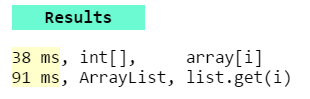 Results
38 ms, int[], array[i]
91 ms, ArrayList, list.get(i)